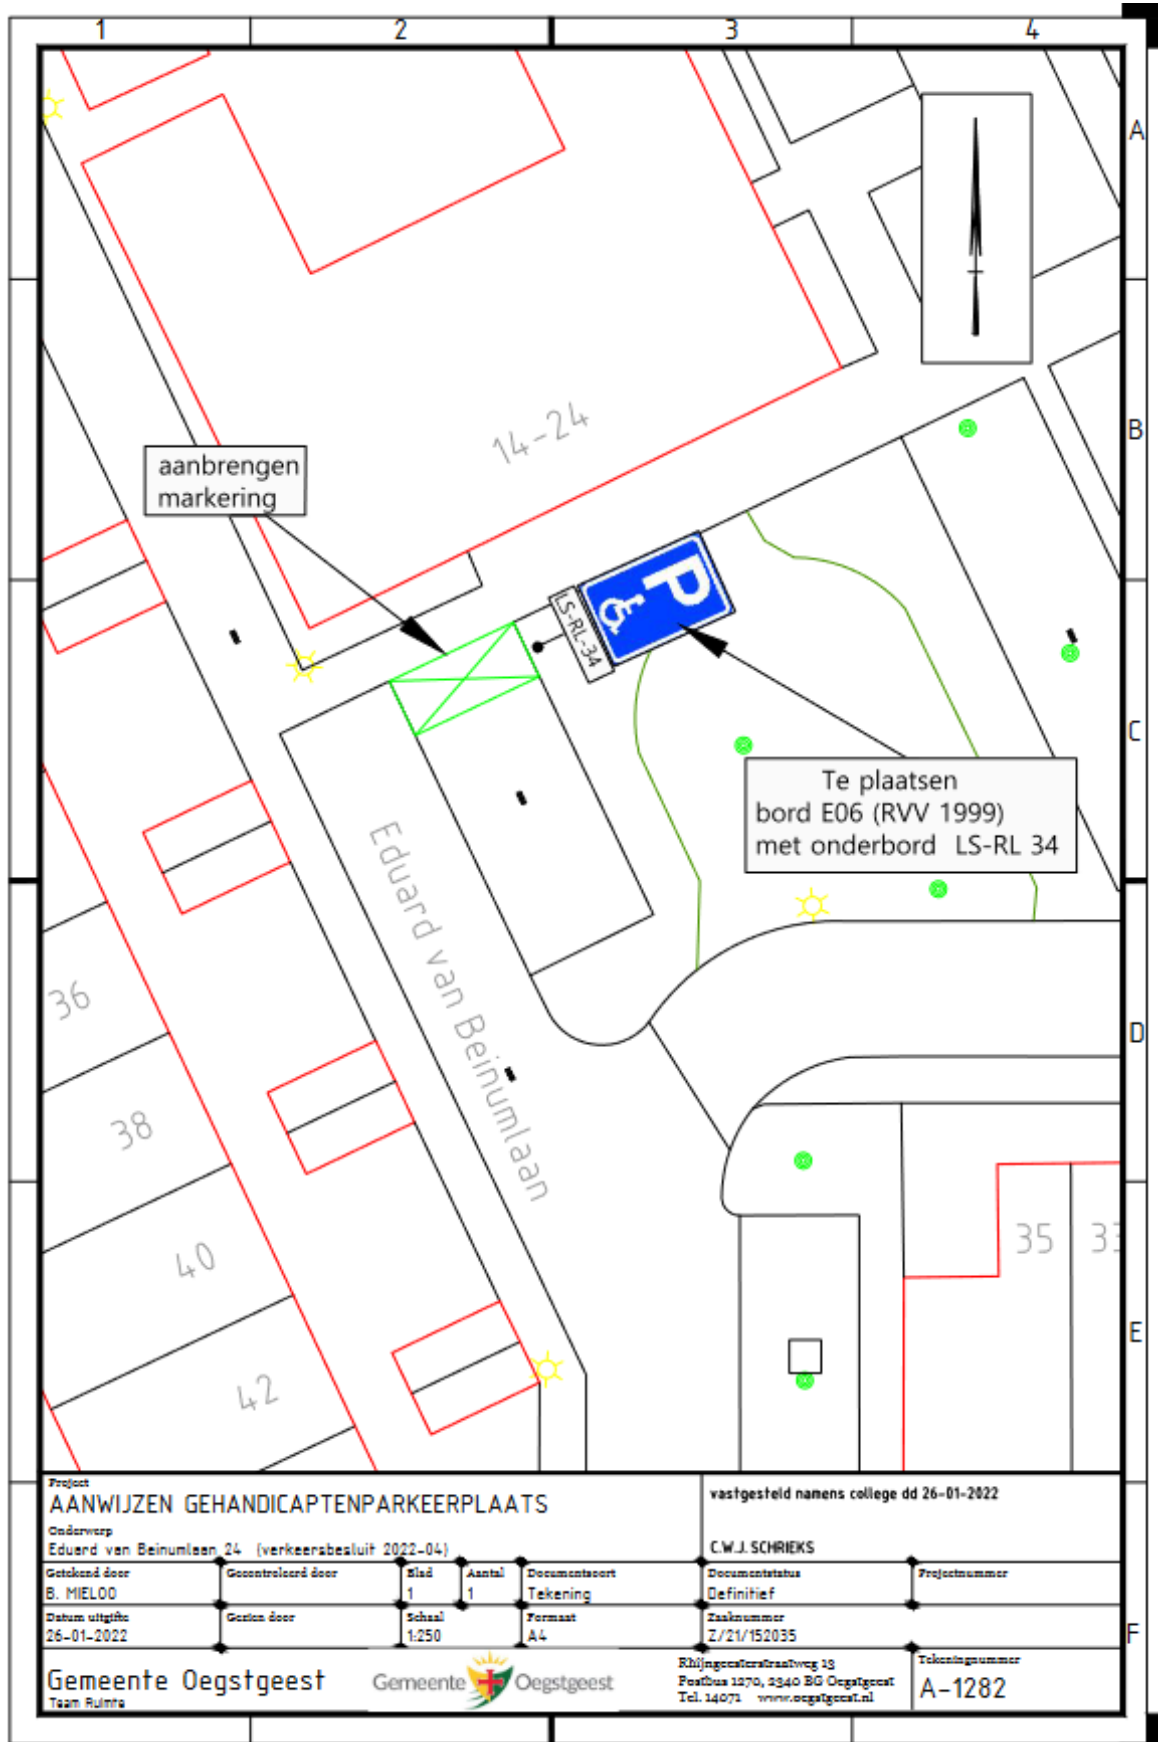 1 2 3 4
A
B
C
D
E
F
14-24
aanbrengen
markering
LS-RL-34
P
Te plaatsen
bord E06 (RVV 1999)
met onderbord LS-RL 34
Eduard van Beinumlaan
36
38
40
42
35
33
Project
AANWIJZEN GEHANDICAPTENPARKEERPLAATS
Onderwerp
Eduard van Beinumlaan 24 (verkeersbesluit 2022-04)
vastgesteld namens college dd 26-01-2022
C.W.J. SCHRIEKS
Getekend door
B. MIELOO
Gecontroleerd door
Blad
1
Aantal
1
Documentsoort
Tekening
Documentstatus
Definitief
Projectnummer
Datum uitgifte
26-01-2022
Gezien door
Schaal
1:250
Formaat
A4
Zaaknummer
Z/21/152035
Gemeente Oegstgeest
Team Ruimte
Gemeente Oegstgeest
Rhijngeesterstraatweg 13
Postbus 1270, 2340 BG Oegstgeest
Tel. 14071 www.oegstgeest.nl
Tekeningnummer
A-1282